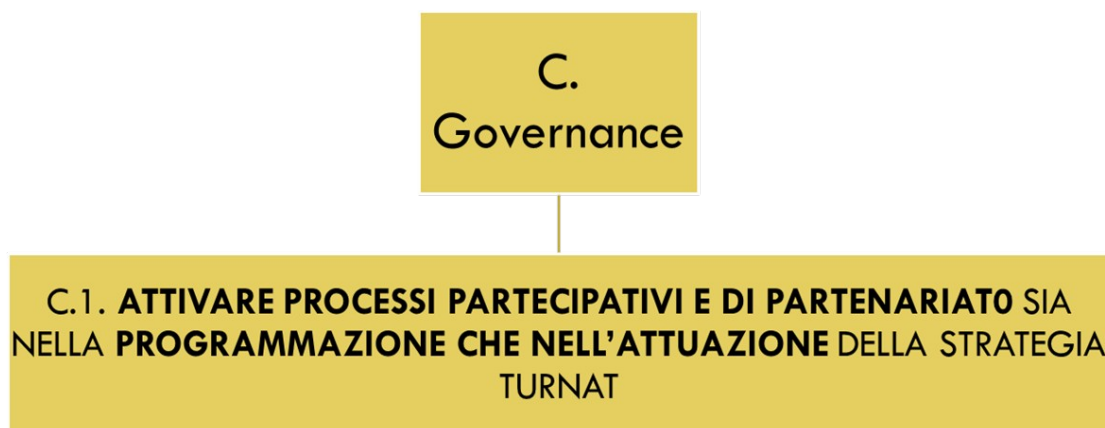 C.
Governance
C.1. ATTIVARE PROCESSI PARTECIPATIVI E DI PARTENARIAT0 SIA
NELLA PROGRAMMAZIONE CHE NELL’ATTUAZIONE DELLA STRATEGIA
TURNAT